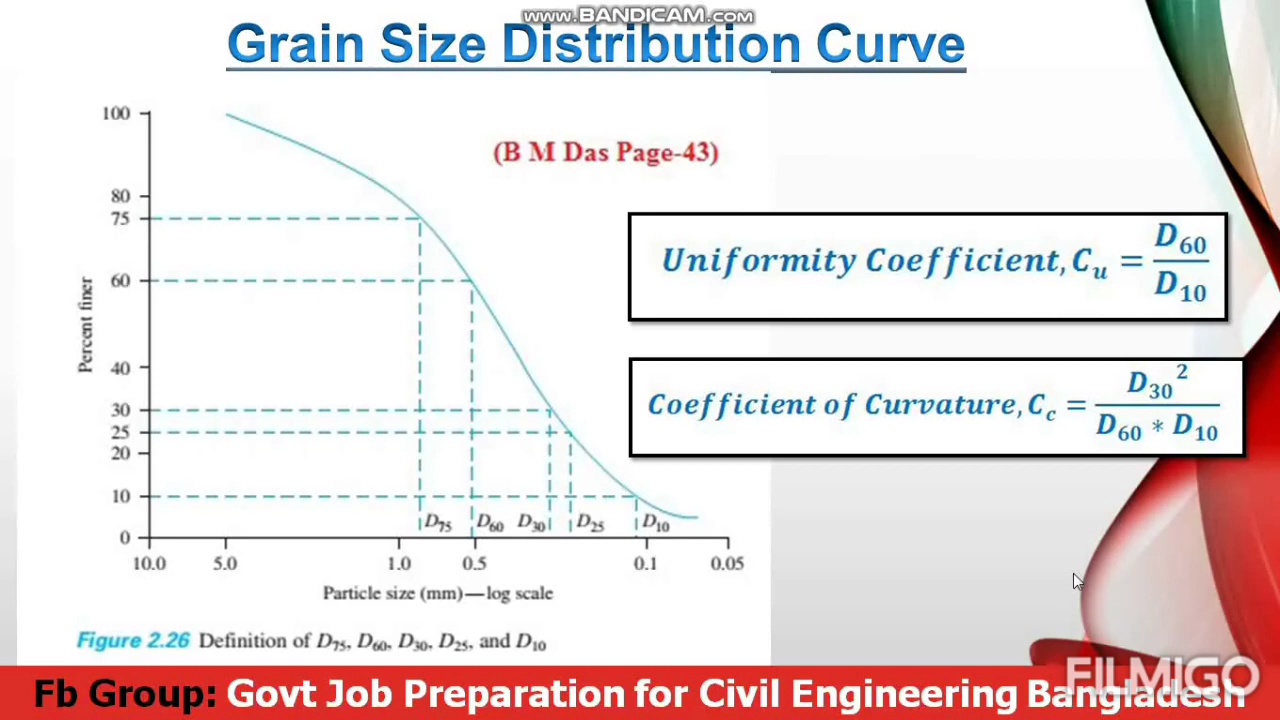 www.BANDICAM.com
Grain Size Distribution Curve
(B M Das Page-43)
100
80
75
60
40
30
25
20
10
0
Percent finer
Uniformity Coefficient, Cᵤ = D₆₀ / D₁₀
Coefficient of Curvature, C_c = D₃₀² / D₆₀ * D₁₀
D₇₅ D₆₀ D₃₀ D₂₅ D₁₀
10.0 5.0 1.0 0.5 0.1 0.05
Particle size (mm)—log scale
Figure 2.26 Definition of D₇₅, D₆₀, D₃₀, D₂₅, and D₁₀
FILMIGO
Fb Group: Govt Job Preparation for Civil Engineering Bangladesh